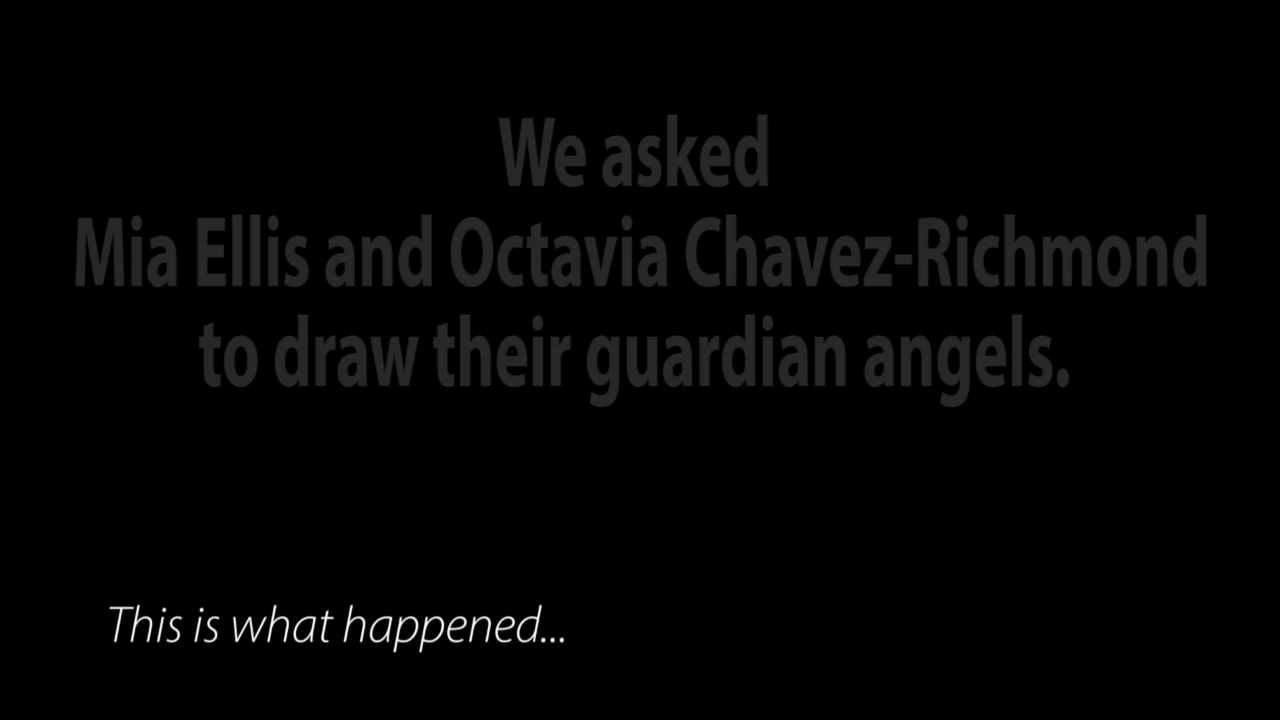 We asked
Mia Ellis and Octavia Chavez-Richmond
to draw their guardian angels.
This is what happened...